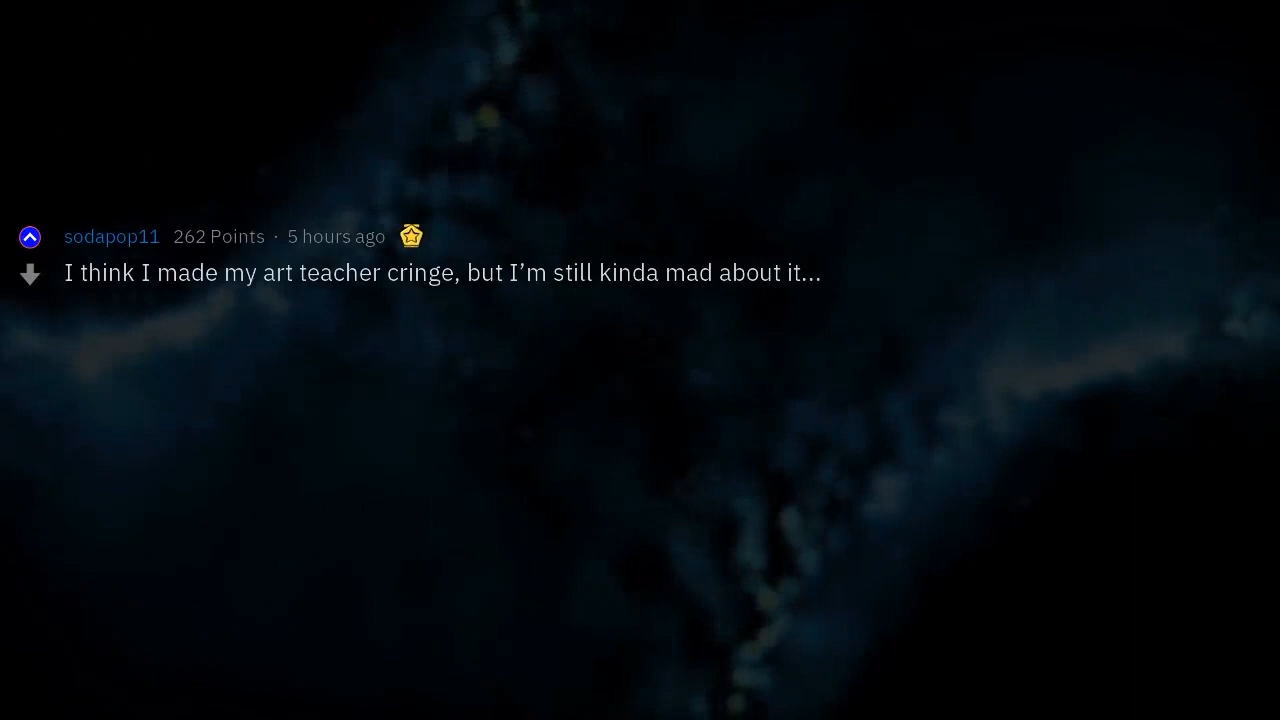 sodapop11 262 Points · 5 hours ago
I think I made my art teacher cringe, but I’m still kinda mad about it...